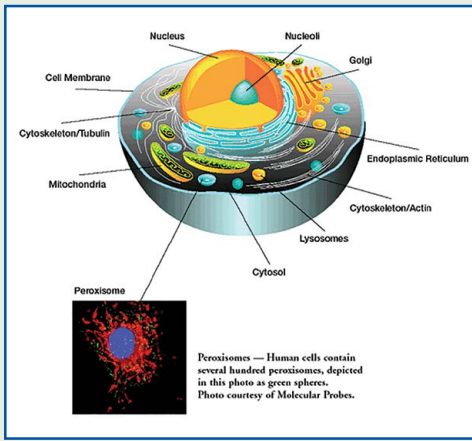 Nucleus
Nucleoli
Golgi
Cell Membrane
Cytoskeleton/Tubulin
Endoplasmic Reticulum
Mitochondria
Cytoskeleton/Actin
Lysosomes
Cytosol
Peroxisome
Peroxisomes — Human cells contain
several hundred peroxisomes, depicted
in this photo as green spheres.
Photo courtesy of Molecular Probes.